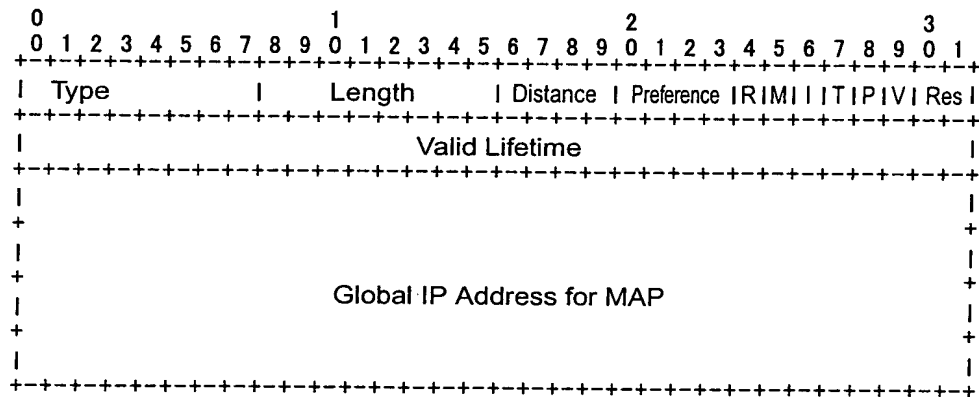 0                   1                   2                   3
0 1 2 3 4 5 6 7 8 9 0 1 2 3 4 5 6 7 8 9 0 1 2 3 4 5 6 7 8 9 0 1
+-+-+-+-+-+-+-+-+-+-+-+-+-+-+-+-+-+-+-+-+-+-+-+-+-+-+-+-+-+-+-+-+
| Type | Length | Distance | Preference |R|M|I|T|P|V| Res |
+-+-+-+-+-+-+-+-+-+-+-+-+-+-+-+-+-+-+-+-+-+-+-+-+-+-+-+-+-+-+-+-+
| Valid Lifetime |
+-+-+-+-+-+-+-+-+-+-+-+-+-+-+-+-+-+-+-+-+-+-+-+-+-+-+-+-+-+-+-+-+
| |
+ +
| |
+ Global IP Address for MAP +
| |
+ +
| |
+-+-+-+-+-+-+-+-+-+-+-+-+-+-+-+-+-+-+-+-+-+-+-+-+-+-+-+-+-+-+-+-+